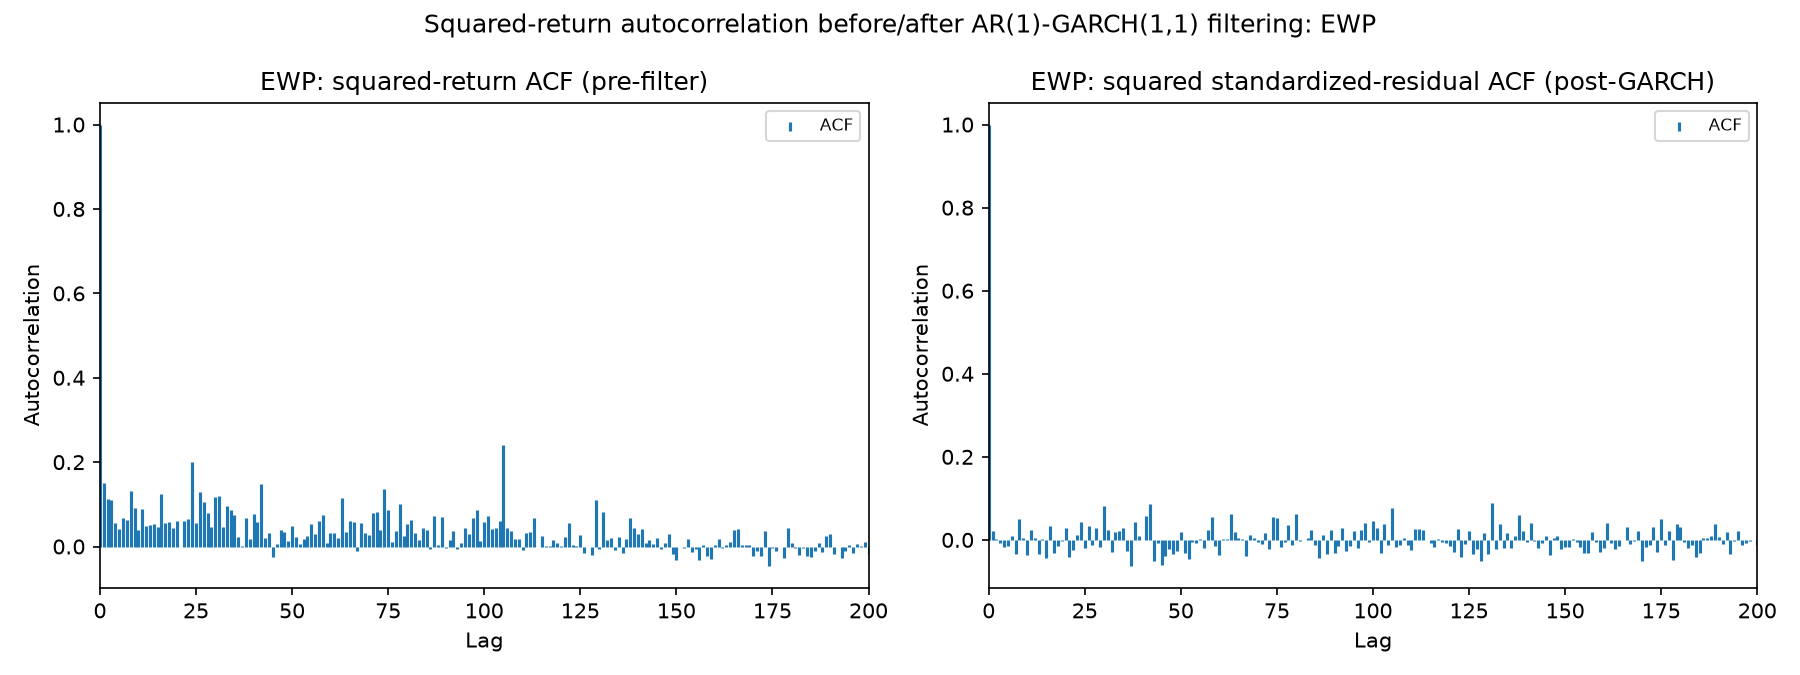 Squared-return autocorrelation before/after AR(1)-GARCH(1,1) filtering: EWP
EWP: squared-return ACF (pre-filter)
ACF
1.0
0.8
0.6
0.4
0.2
0.0
Autocorrelation
0 25 50 75 100 125 150 175 200
Lag
EWP: squared standardized-residual ACF (post-GARCH)
ACF
1.0
0.8
0.6
0.4
0.2
0.0
Autocorrelation
0 25 50 75 100 125 150 175 200
Lag